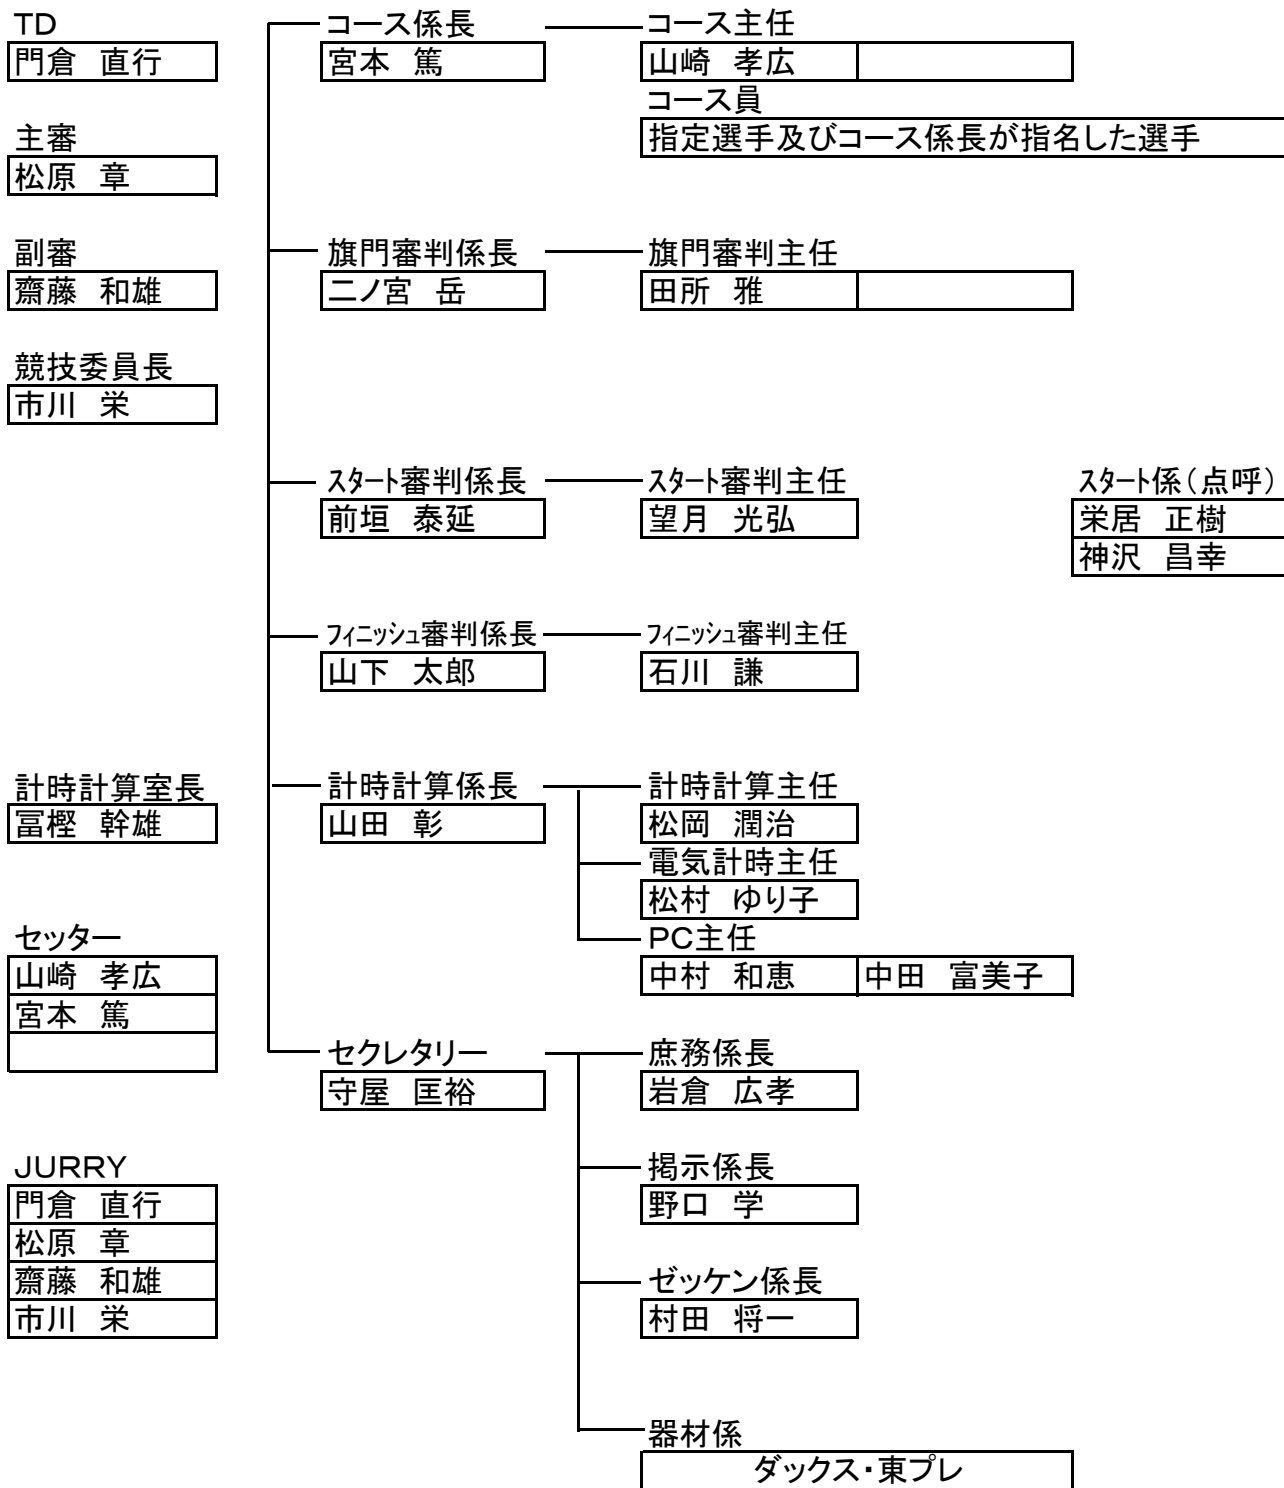 TD
門倉　直行
主審
松原　章
副審
齋藤　和雄
競技委員長
市川　栄
計時計算室長
冨樫　幹雄
セッター
山崎　孝広
宮本　篤
JURRY
門倉　直行
松原　章
齋藤　和雄
市川　栄
コース係長
宮本　篤
コース主任
山崎　孝広
コース員
指定選手及びコース係長が指名した選手
旗門審判係長
二ノ宮　岳
旗門審判主任
田所　雅
スタート審判係長
前垣　泰延
スタート審判主任
望月　光弘
スタート係（点呼）
栄居　正樹
神沢　昌幸
フィニッシュ審判係長
山下　太郎
フィニッシュ審判主任
石川　謙
計時計算係長
山田　彰
計時計算主任
松岡　潤治
電気計時主任
松村　ゆり子
PC主任
中村　和恵　中田　富美子
セクレタリー
守屋　匡裕
庶務係長
岩倉　広孝
掲示係長
野口　学
ゼッケン係長
村田　将一
器材係
ダックス・東プレ